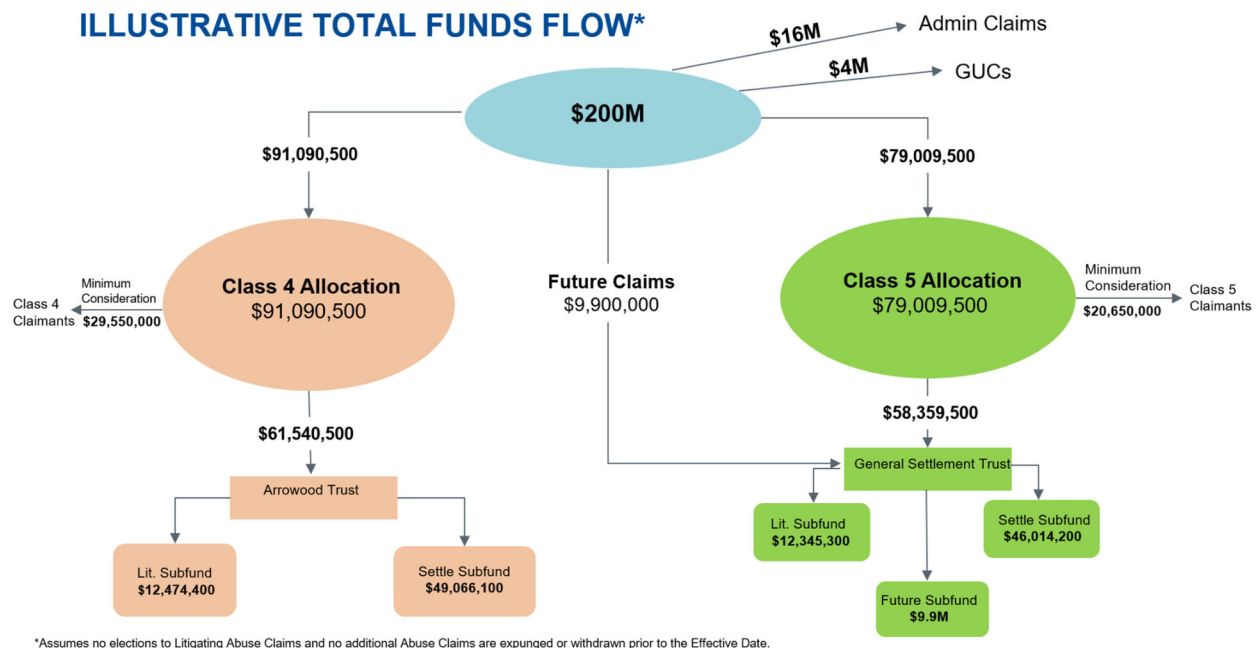 ILLUSTRATIVE TOTAL FUNDS FLOW*
$16M
Admin Claims
$4M
GUCs
$200M
$91,090,500
$79,009,500
Class 4 Allocation
$91,090,500
Minimum
Consideration
$29,550,000
Class 4
Claimants
Future Claims
$9,900,000
Class 5 Allocation
$79,009,500
Minimum
Consideration
$20,650,000
Class 5
Claimants
$61,540,500
$58,359,500
Arrowood Trust
General Settlement Trust
Lit. Subfund
$12,474,400
Settle Subfund
$49,066,100
Lit. Subfund
$12,345,300
Settle Subfund
$46,014,200
Future Subfund
$9.9M
*Assumes no elections to Litigating Abuse Claims and no additional Abuse Claims are expunged or withdrawn prior to the Effective Date.